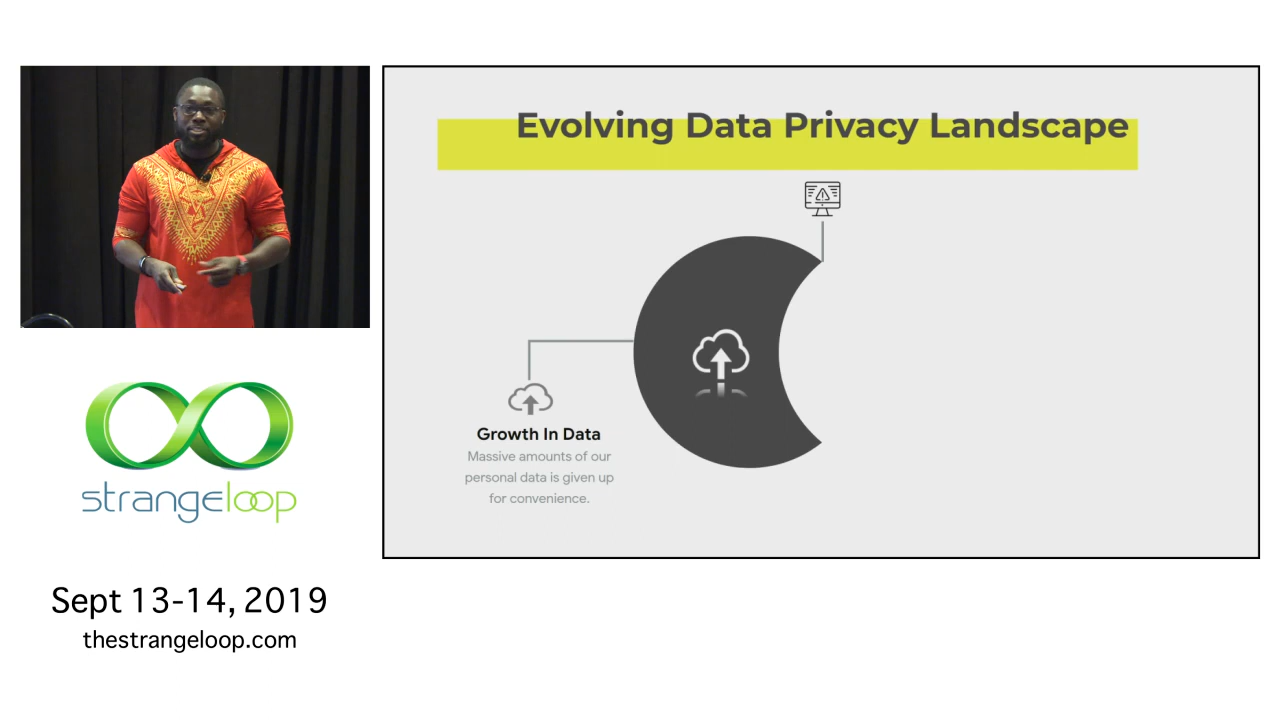 Evolving Data Privacy Landscape
Growth In Data
Massive amounts of our
personal data is given up
for convenience.
strangeloop
Sept 13-14, 2019
thestrangeloop.com